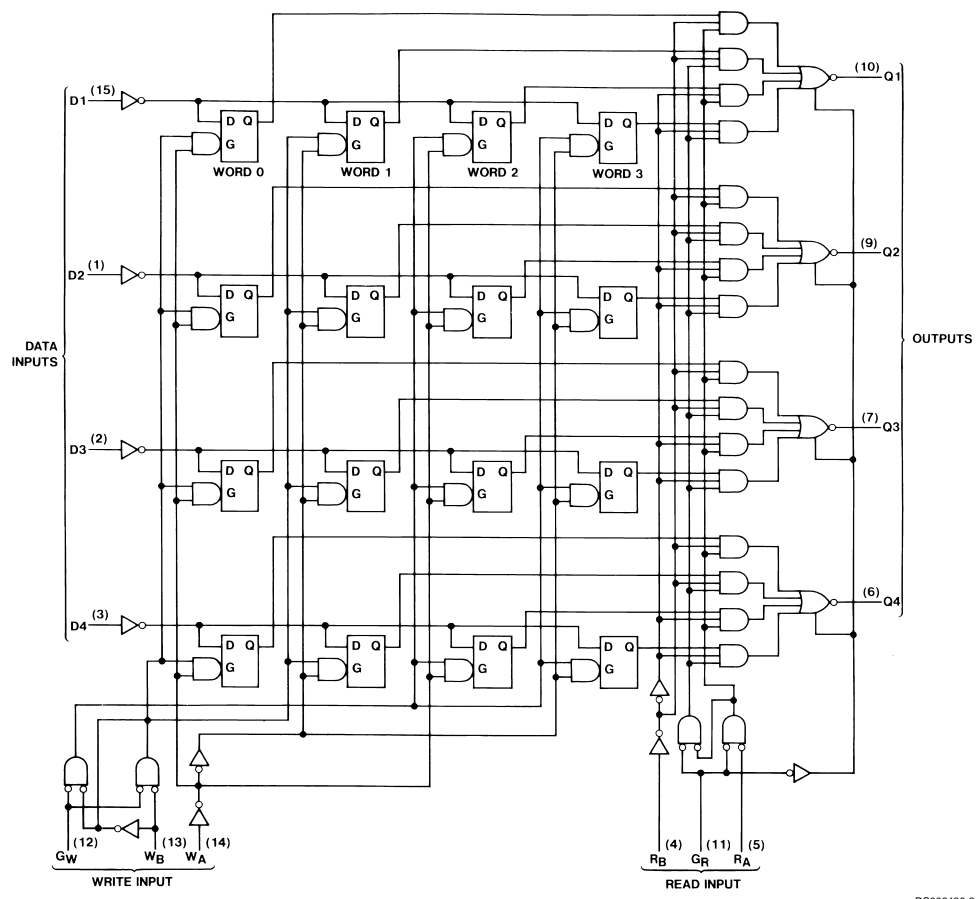 (10)
Q1
D1 (15)
D Q
G
D Q
G
D Q
G
D Q
G
WORD 0
WORD 1
WORD 2
WORD 3
(9)
Q2
D2 (1)
D Q
G
D Q
G
D Q
G
D Q
G
DATA
INPUTS
OUTPUTS
(7)
Q3
D3 (2)
D Q
G
D Q
G
D Q
G
D Q
G
(6)
Q4
D4 (3)
D Q
G
D Q
G
D Q
G
D Q
G
(12) (13) (14)
GW WB WA
WRITE INPUT
(4) (11) (5)
RB GR RA
READ INPUT